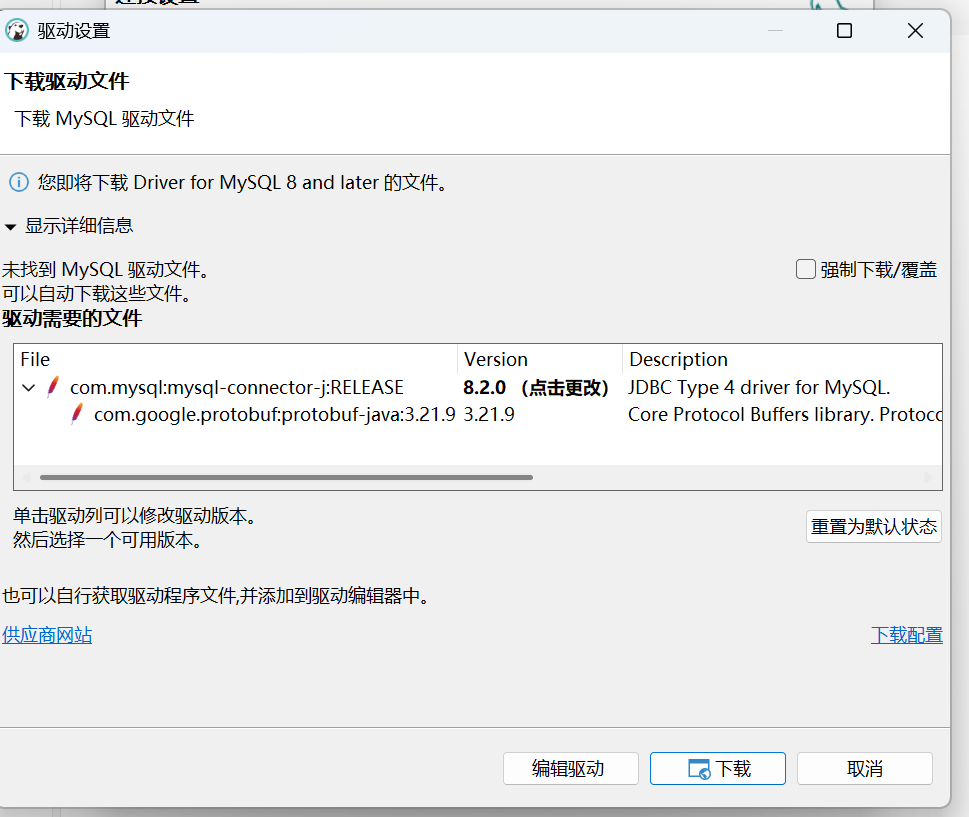 驱动设置
下载驱动文件
下载 MySQL 驱动文件
您即将下载 Driver for MySQL 8 and later 的文件。
显示详细信息
未找到 MySQL 驱动文件。
强制下载/覆盖
可以自动下载这些文件。
驱动需要的文件
File Version Description
com.mysql:mysql-connector-j:RELEASE 8.2.0 （点击更改） JDBC Type 4 driver for MySQL.
com.google.protobuf:protobuf-java:3.21.9 3.21.9 Core Protocol Buffers library. Protoc
单击驱动列可以修改驱动版本。
然后选择一个可用版本。
重置为默认状态
也可以自行获取驱动程序文件,并添加到驱动编辑器中。
供应商网站 下载配置
编辑驱动 下载 取消